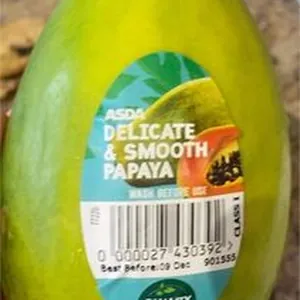 ASDA
DELICATE
& SMOOTH
PAPAYA
WASH BEFORE USE
CLASS I
0 000027 430392 >
Best Before:09 Dec
901555